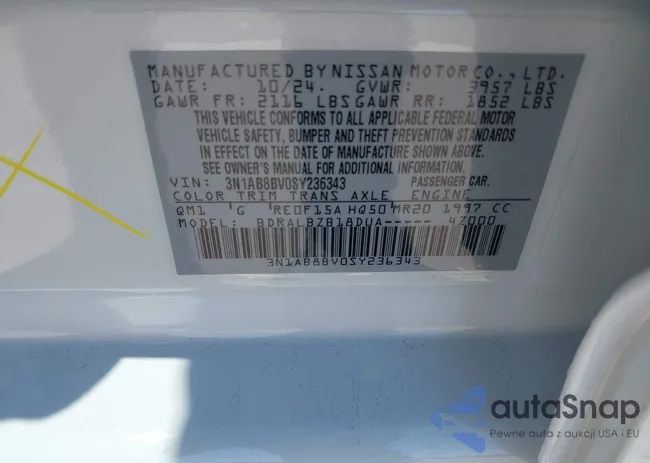 MANUFACTURED BY NISSAN MOTOR CO., LTD.
DATE: 10/24. GVWR: 3957 LBS
GAWR FR: 2116 LBS GAWR RR: 1852 LBS
THIS VEHICLE CONFORMS TO ALL APPLICABLE FEDERAL MOTOR
VEHICLE SAFETY, BUMPER AND THEFT PREVENTION STANDARDS
IN EFFECT ON THE DATE OF MANUFACTURE SHOWN ABOVE.
SEE OWNER'S MANUAL FOR ADDITIONAL INFORMATION.
VIN: 3N1AB8BV0SY236343 PASSENGER CAR.
COLOR TRIM TRANS AXLE ENGINE
QM1 G RE0F15A HQ50 MR20 1997 CC
MODEL: BDRALBZB18DUA----- 47000
3N1AB8BV0SY236343
autoSnap
Pewne auta z aukcji USA i EU